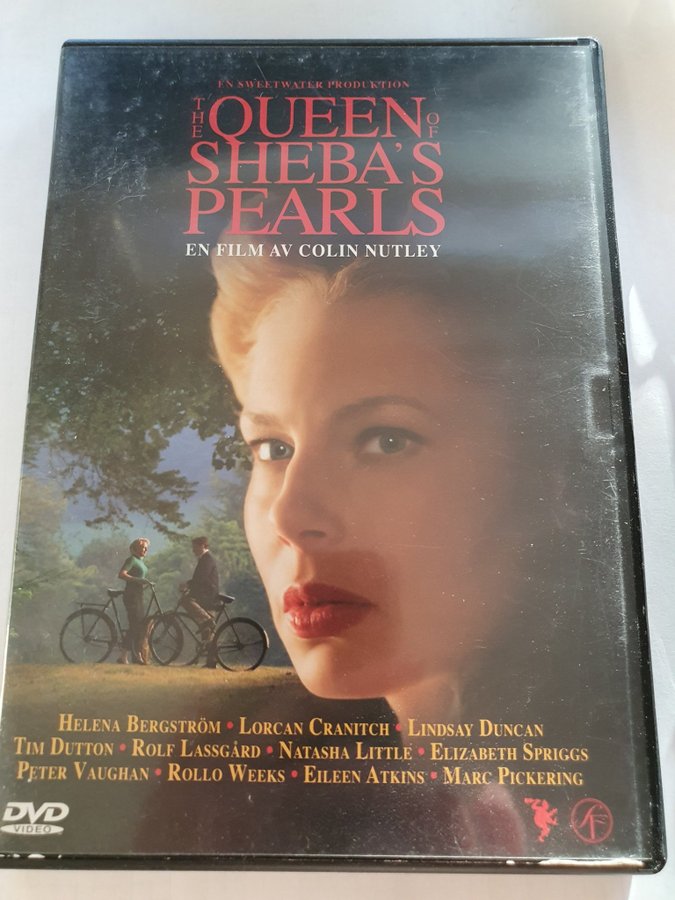 EN SWEETWATER PRODUKTION
THE QUEEN OF
SHEBA'S
PEARLS
EN FILM AV COLIN NUTLEY
HELENA BERGSTRÖM • LORCAN CRANITCH • LINDSAY DUNCAN
TIM DUTTON • ROLF LASSGÅRD • NATASHA LITTLE • ELIZABETH SPRIGGS
PETER VAUGHAN • ROLLO WEEKS • EILEEN ATKINS • MARC PICKERING
DVD
VIDEO
SF